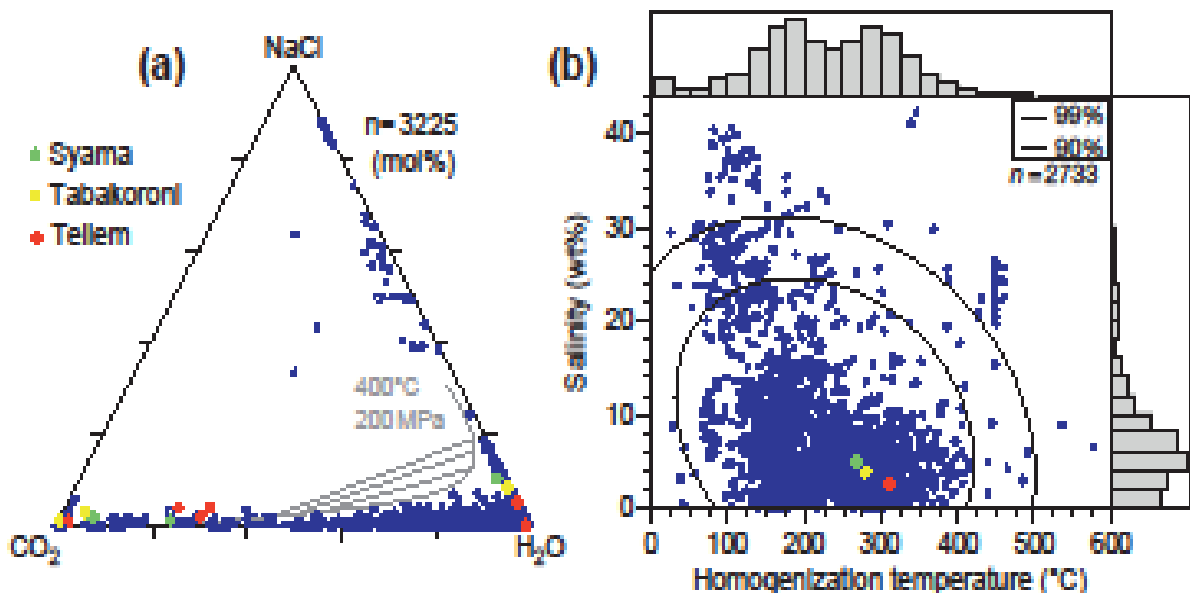 (a)
NaCl
n=3225
(mol%)
Syama
Tabakoroni
Tellem
400°C
200 MPa
CO2
H2O
(b)
99%
90%
n=2733
Salinity (wt%)
40
30
20
10
0
0 100 200 300 400 500 600
Homogenization temperature (°C)